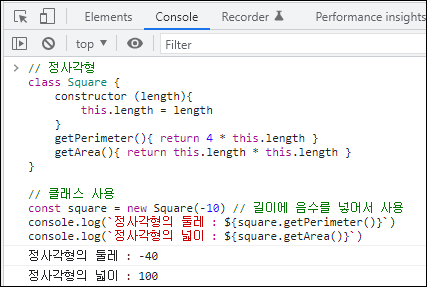 Elements Console Recorder Performance insights
top Filter
> // 정사각형
class Square {
    constructor (length){
        this.length = length
    }
    getPerimeter(){ return 4 * this.length }
    getArea(){ return this.length * this.length }
}
// 클래스 사용
const square = new Square(-10) // 길이에 음수를 넣어서 사용
console.log(`정사각형의 둘레 : ${square.getPerimeter()}`)
console.log(`정사각형의 넓이 : ${square.getArea()}`)
정사각형의 둘레 : -40
정사각형의 넓이 : 100